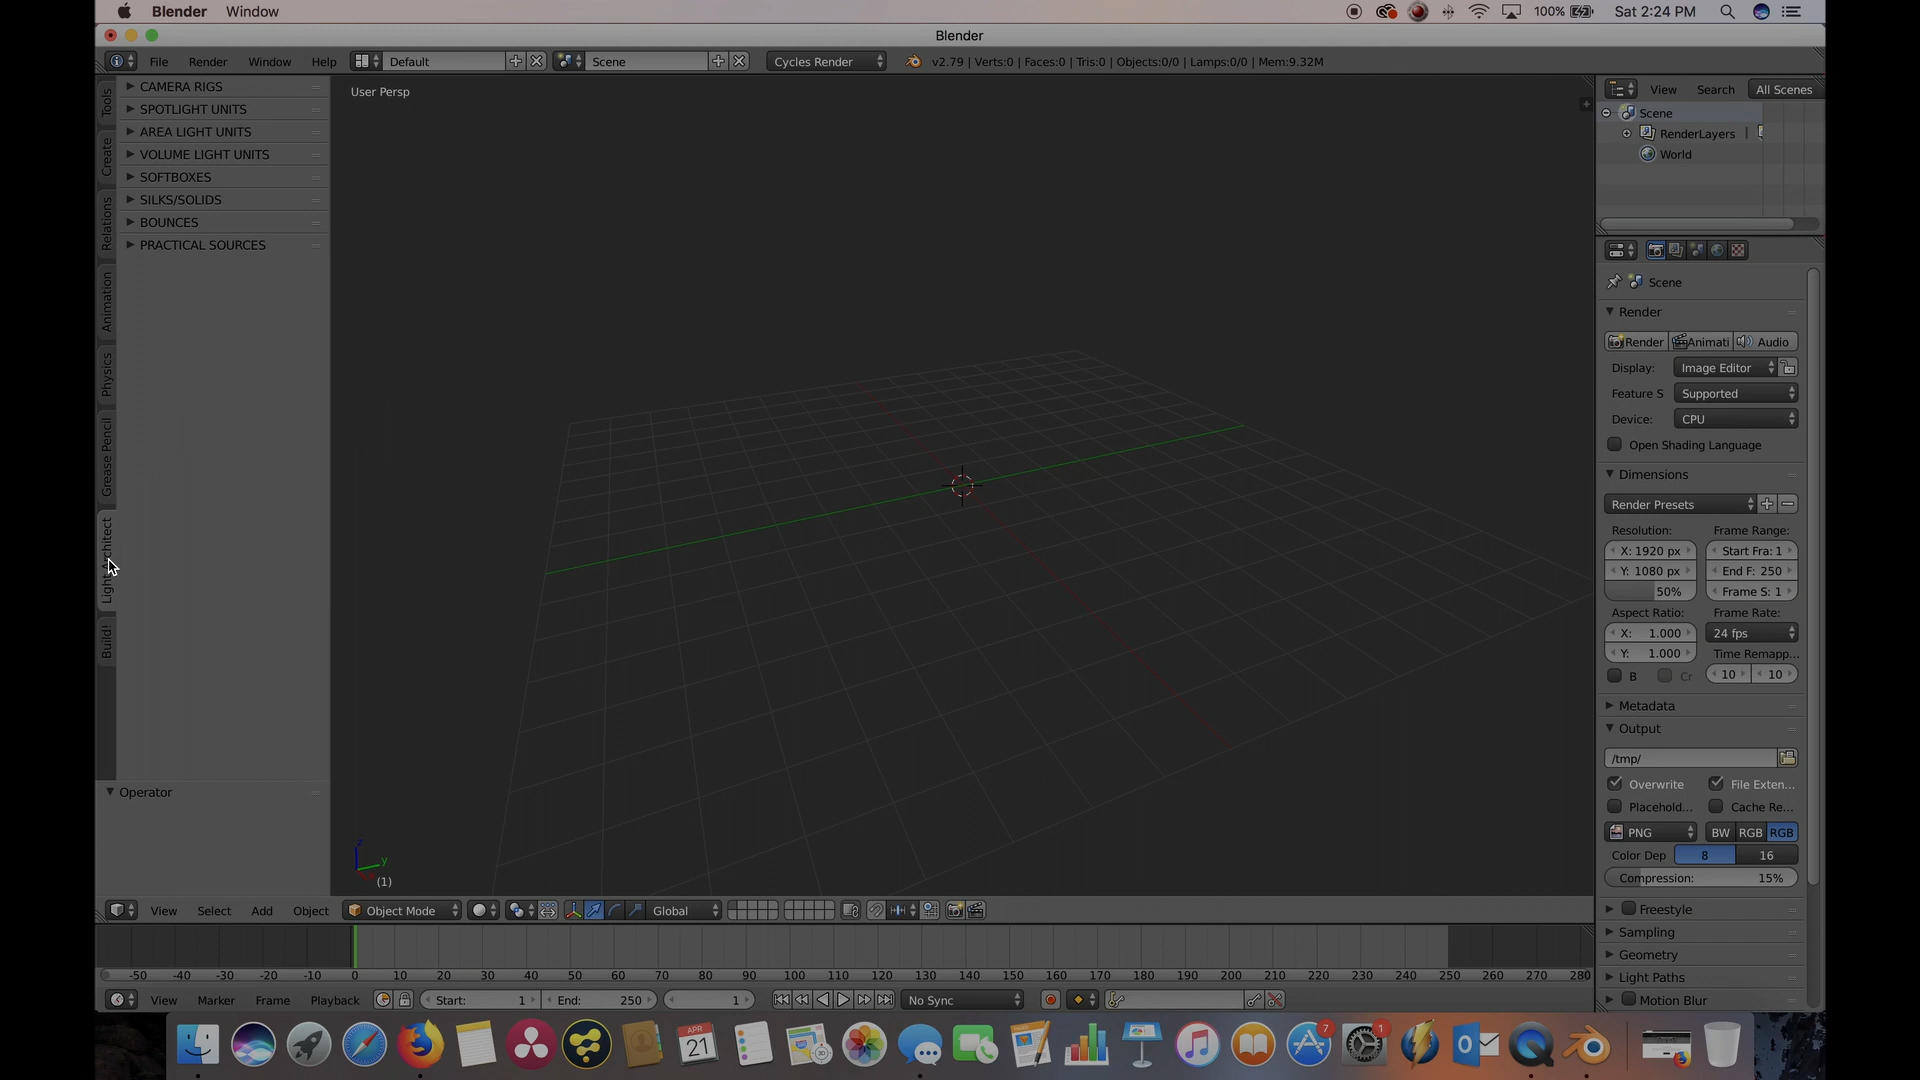 Blender Window 100% Sat 2:24 PM
Blender
File Render Window Help Default Scene Cycles Render v2.79 | Verts:0 | Faces:0 | Tris:0 | Objects:0/0 | Lamps:0/0 | Mem:9.32M
Tools
Create
Relations
Animation
Physics
Grease Pencil
Light Architect
Build!
CAMERA RIGS
SPOTLIGHT UNITS
AREA LIGHT UNITS
VOLUME LIGHT UNITS
SOFTBOXES
SILKS/SOLIDS
BOUNCES
PRACTICAL SOURCES
Operator
User Persp
z
y
(1)
View Search All Scenes
Scene
RenderLayers
World
Scene
Render
Render Animati Audio
Display: Image Editor
Feature S Supported
Device: CPU
Open Shading Language
Dimensions
Render Presets
Resolution: Frame Range:
X: 1920 px Start Fra: 1
Y: 1080 px End F: 250
50% Frame S: 1
Aspect Ratio: Frame Rate:
X: 1.000 24 fps
Y: 1.000 Time Remapp...
B Cr 10 10
Metadata
Output
/tmp/
Overwrite File Exten...
Placehold... Cache Re...
PNG BW RGB RGB
Color Dep 8 16
Compression: 15%
Freestyle
Sampling
Geometry
Light Paths
Motion Blur
View Select Add Object Object Mode Global
-50 -40 -30 -20 -10 0 10 20 30 40 50 60 70 80 90 100 110 120 130 140 150 160 170 180 190 200 210 220 230 240 250 260 270 280
View Marker Frame Playback Start: 1 End: 250 1 No Sync
APR
21
7
1